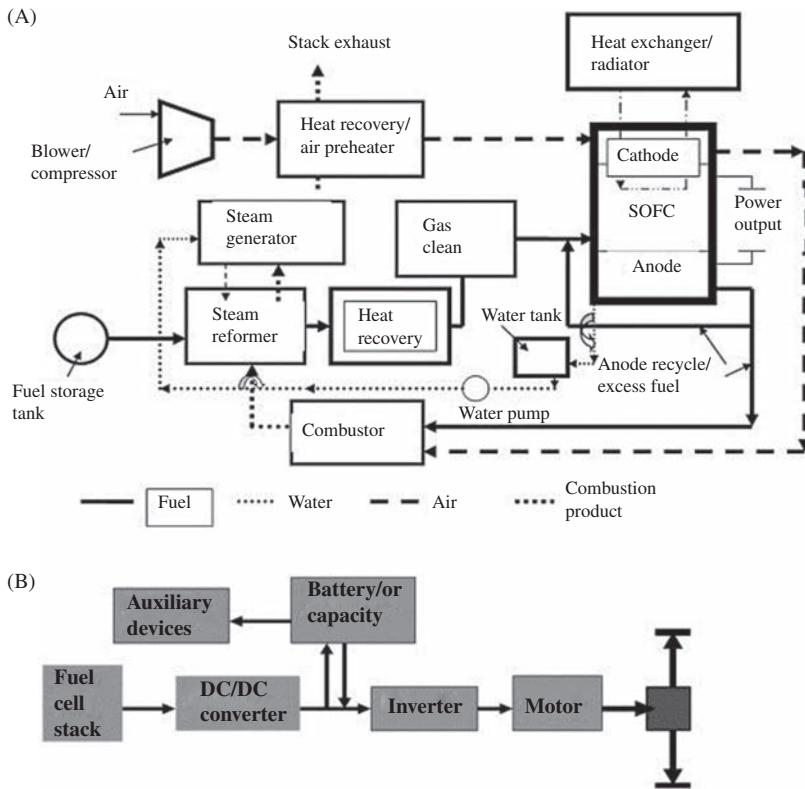 (A)
Stack exhaust
Heat exchanger/
radiator
Air
Blower/
compressor
Heat recovery/
air preheater
Cathode
SOFC
Power
output
Anode
Steam
generator
Gas
clean
Steam
reformer
Heat
recovery
Water tank
Fuel storage
tank
Anode recycle/
excess fuel
Water pump
Combustor
Fuel
Water
Air
Combustion
product
(B)
Auxiliary
devices
Battery/or
capacity
Fuel
cell
stack
DC/DC
converter
Inverter
Motor